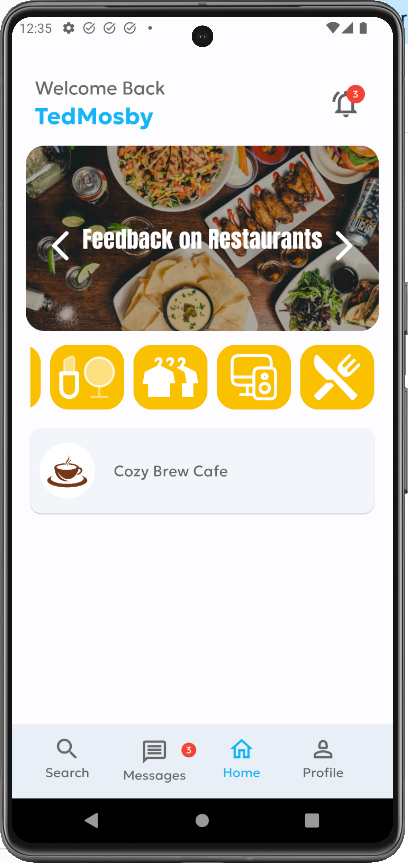 12:35
Welcome Back
TedMosby
3
Feedback on Restaurants
Cozy Brew Cafe
3
Search
Messages
Home
Profile